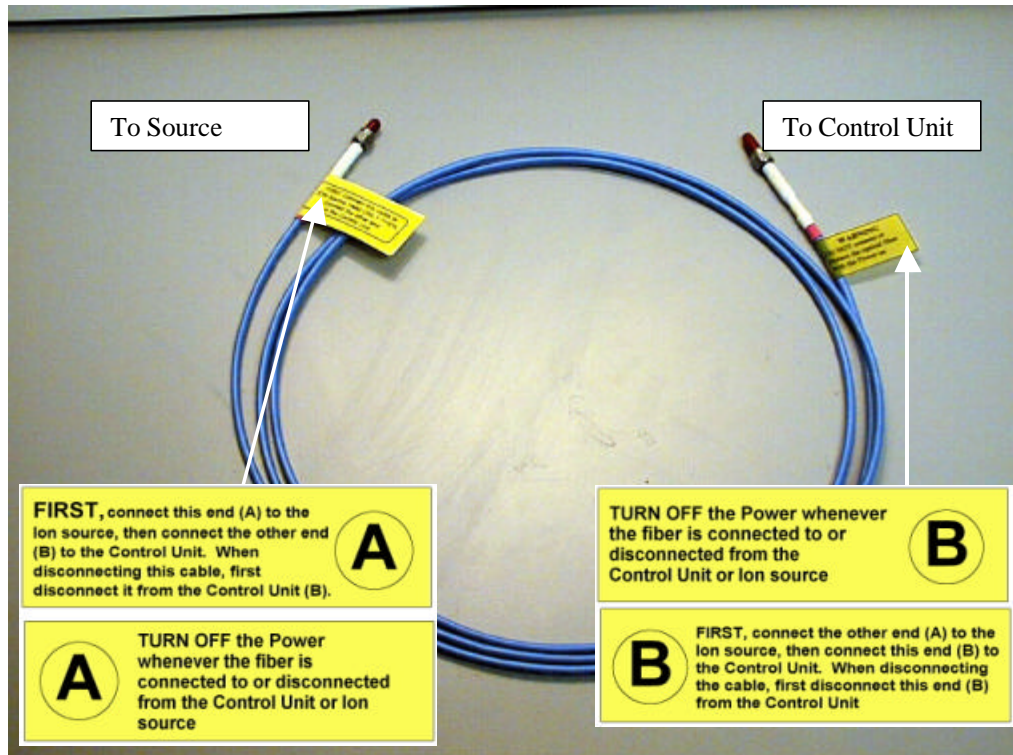 To Source
To Control Unit
WARNING
FIRST, connect this end (A) to the
Ion source, then connect the other end
(B) to the Control Unit. When
disconnecting this cable, first
disconnect it from the Control Unit (B).
A
A
TURN OFF the Power
whenever the fiber is
connected to or disconnected
from the Control Unit or Ion
source
TURN OFF the Power whenever
the fiber is connected to or
disconnected from the
Control Unit or Ion source
B
B
FIRST, connect the other end (A) to the
Ion source, then connect this end (B) to
the Control Unit. When disconnecting
the cable, first disconnect this end (B)
from the Control Unit